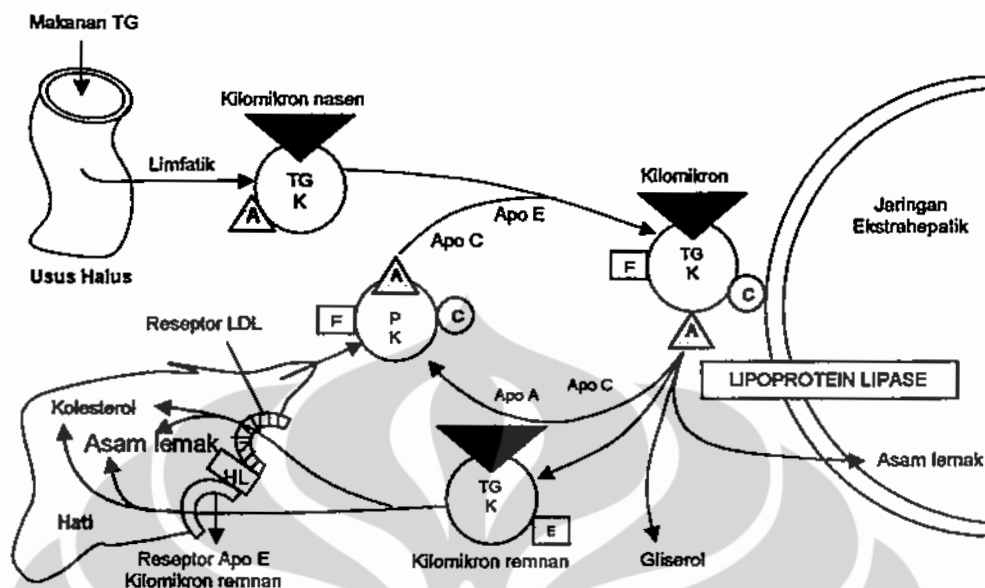 Makanan TG
Kilomikron nasen
Limfatik
TG
K
A
Usus Halus
Apo E
Apo C
Kilomikron
TG
K
F
C
A
Jaringan
Ekstrahepatik
A
F
P
K
C
Reseptor LDL
LIPOPROTEIN LIPASE
Apo C
Apo A
Kolesterol
Asam lemak
HL
Hati
TG
K
E
Kilomikron remnan
Asam lemak
Gliserol
Reseptor Apo E
Kilomikron remnan